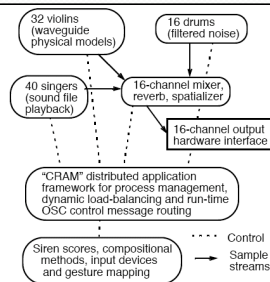 32 violins
(waveguide
physical models)
16 drums
(filtered noise)
40 singers
(sound file
playback)
16-channel mixer,
reverb, spatializer
16-channel output
hardware interface
"CRAM" distributed application
framework for process management,
dynamic load-balancing and run-time
OSC control message routing
Siren scores, compositional
methods, input devices
and gesture mapping
Control
Sample
streams